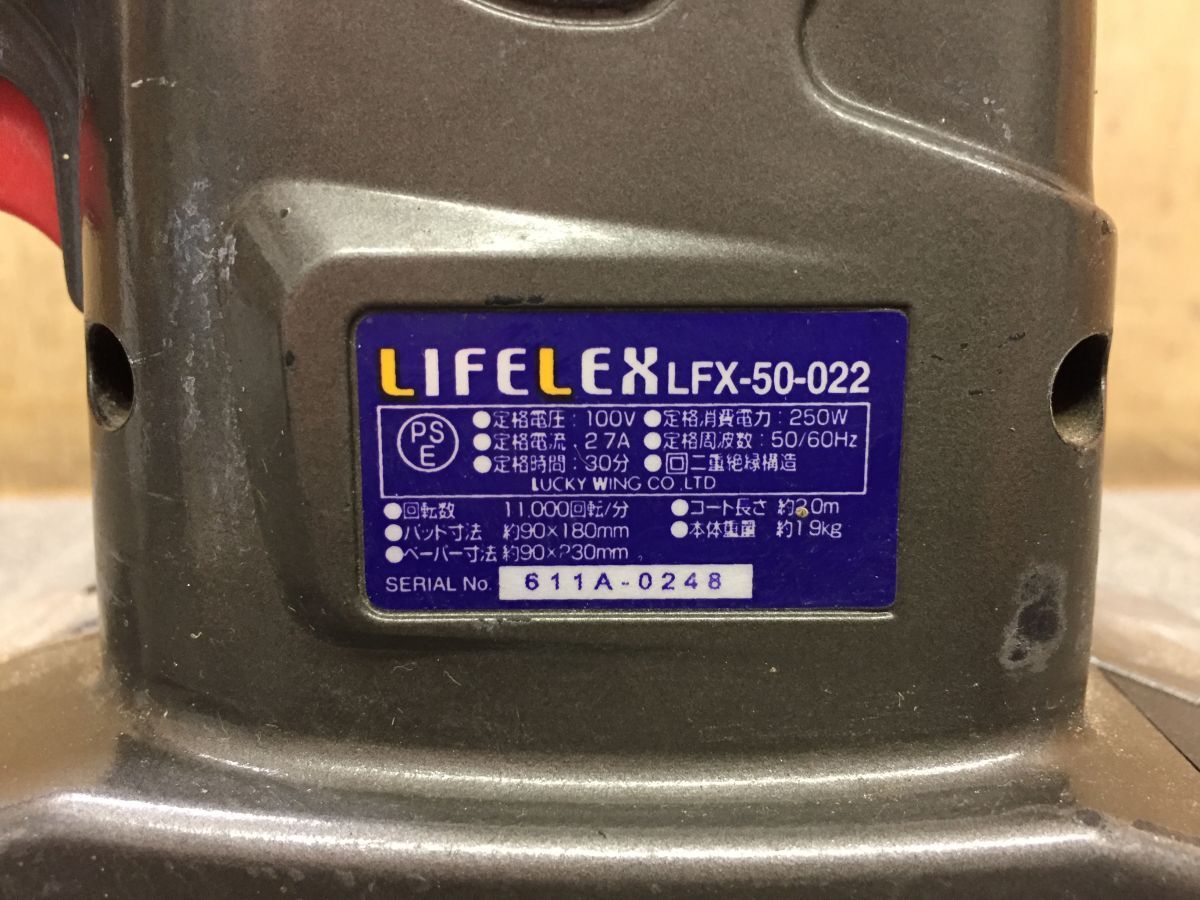 LIFELEX LFX-50-022
PSE ●定格電圧：100V ●定格消費電力：250W
●定格電流：2.7A ●定格周波数：50/60Hz
●定格時間：30分 ●回二重絶縁構造
LUCKY WING CO.,LTD
●回転数 11,000回転/分 ●コード長さ 約2.0m
●パッド寸法 約90×180mm ●本体重量 約1.9kg
●ペーパー寸法 約90×230mm
SERIAL No. 611A-0248